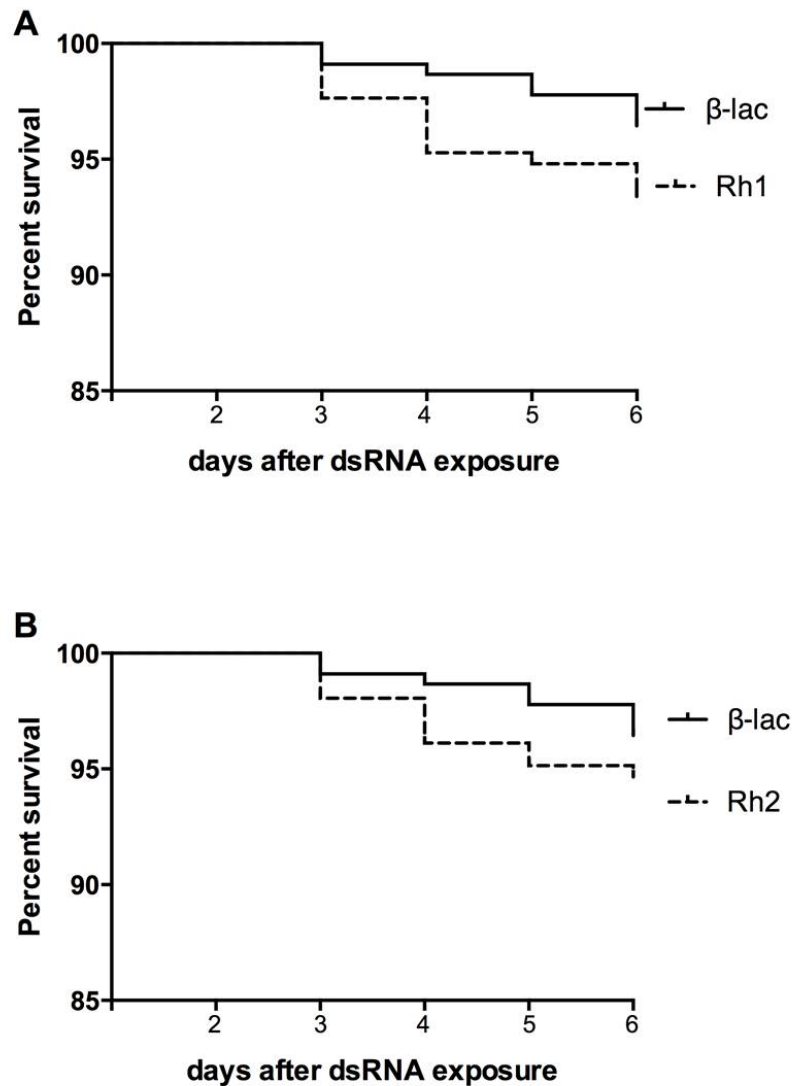 A
100
95
90
85
Percent survival
β-lac
Rh1
2 3 4 5 6
days after dsRNA exposure
B
100
95
90
85
Percent survival
β-lac
Rh2
2 3 4 5 6
days after dsRNA exposure